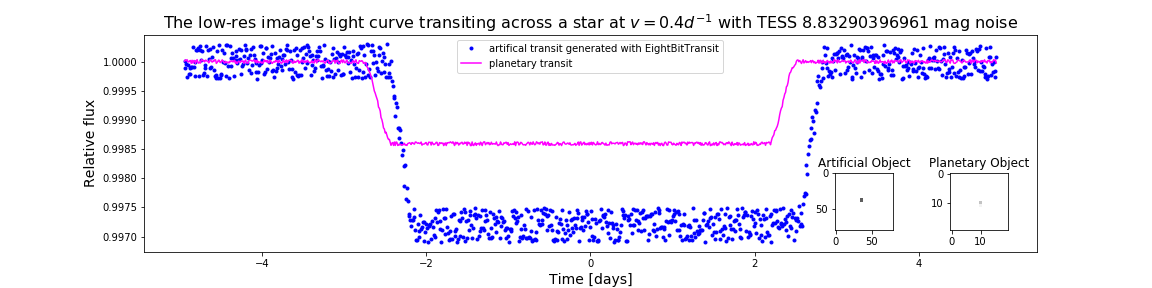 The low-res image's light curve transiting across a star at v = 0.4d⁻¹ with TESS 8.83290396961 mag noise
artifical transit generated with EightBitTransit
planetary transit
Relative flux
1.0000
0.9995
0.9990
0.9985
0.9980
0.9975
0.9970
Artificial Object
0
50
0 50
Planetary Object
0
10
0 10
−4 −2 0 2 4
Time [days]